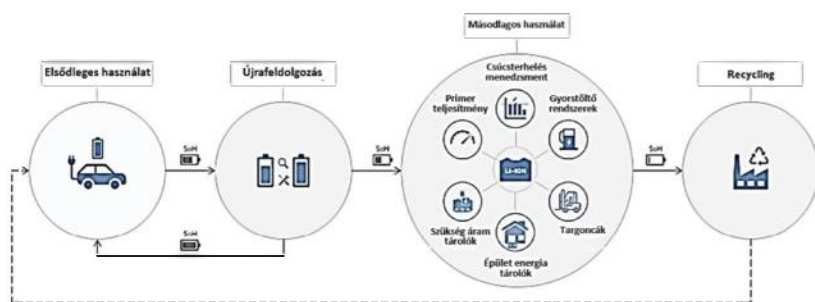 Elsődleges használat
Újrafeldolgozás
Másodlagos használat
Recycling
Csúcsterhelés
menedzsment
Primer
teljesítmény
Gyorstöltő
rendszerek
LI-ION
Szükség áram
tárolók
Targoncák
Épület energia
tárolók
SoH
SoH
SoH
SoH